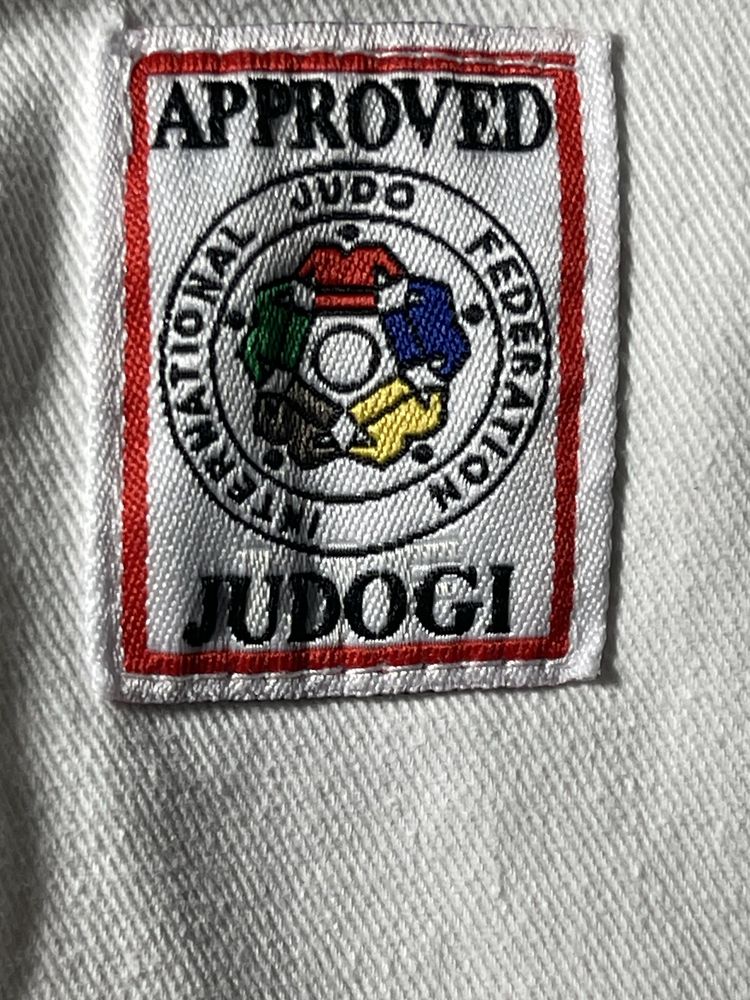 APPROVED
INTERNATIONAL JUDO FEDERATION
JUDOGI